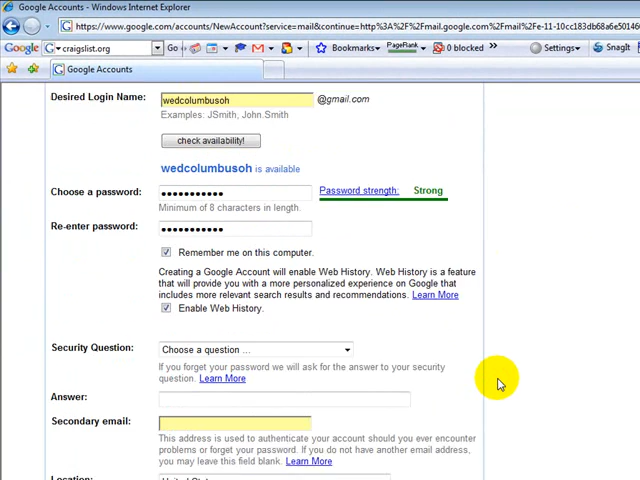 Google Accounts - Windows Internet Explorer
https://www.google.com/accounts/NewAccount?service=mail&continue=http%3A%2F%2Fmail.google.com%2Fmail%2Fe-11-10cc183db68a6e5
Google craigslist.org Go Bookmarks PageRank 0 blocked » Settings SnagIt
Google Accounts
Desired Login Name: wedcolumbusoh @gmail.com
Examples: JSmith, John.Smith
check availability!
wedcolumbusoh is available
Choose a password: ●●●●●●●●●●● Password strength: Strong
Minimum of 8 characters in length.
Re-enter password: ●●●●●●●●●●●
Remember me on this computer.
Creating a Google Account will enable Web History. Web History is a feature
that will provide you with a more personalized experience on Google that
includes more relevant search results and recommendations. Learn More
Enable Web History.
Security Question: Choose a question ...
If you forget your password we will ask for the answer to your security
question. Learn More
Answer:
Secondary email:
This address is used to authenticate your account should you ever encounter
problems or forget your password. If you do not have another email address,
you may leave this field blank. Learn More
Location: United States